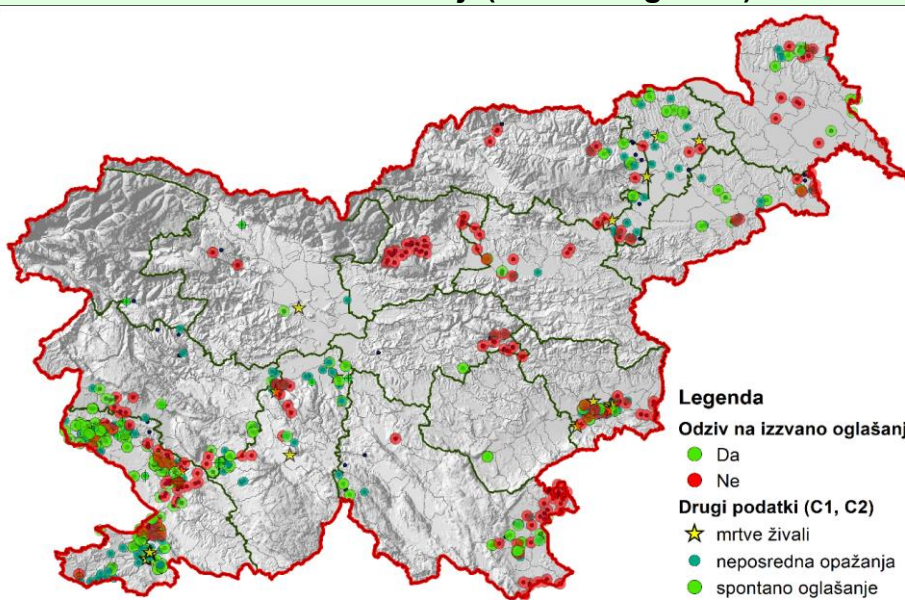 Legenda
Odziv na izzvano oglašanj
Da
Ne
Drugi podatki (C1, C2)
mrtve živali
neposredna opažanja
spontano oglašanje